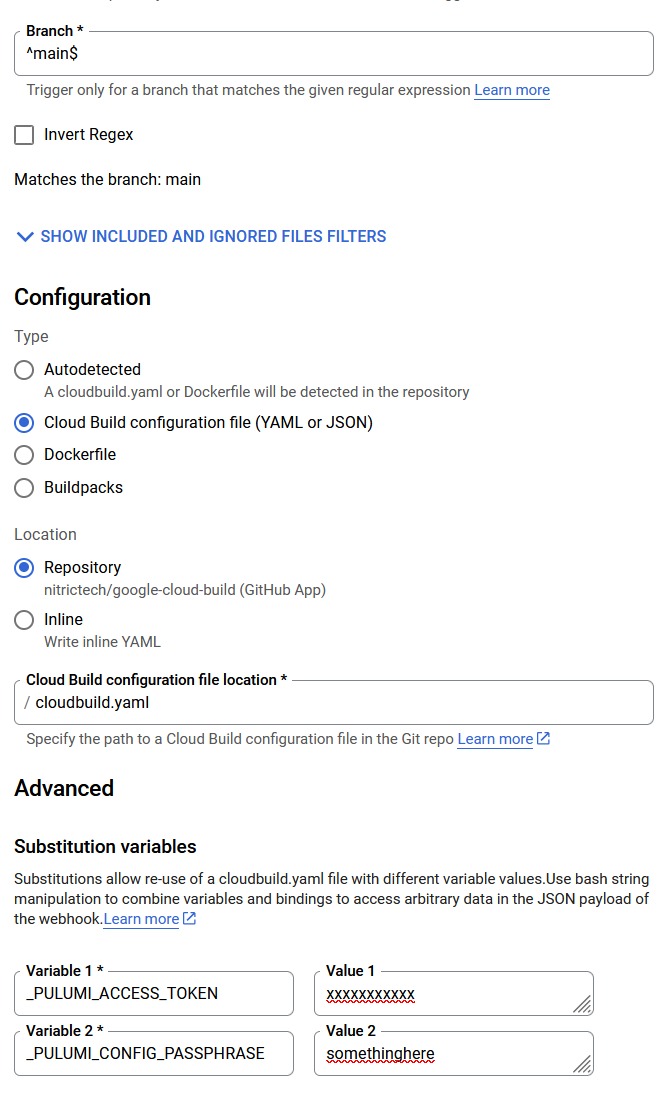 Branch *
^main$
Trigger only for a branch that matches the given regular expression Learn more
Invert Regex
Matches the branch: main
SHOW INCLUDED AND IGNORED FILES FILTERS
Configuration
Type
Autodetected
A cloudbuild.yaml or Dockerfile will be detected in the repository
Cloud Build configuration file (YAML or JSON)
Dockerfile
Buildpacks
Location
Repository
nitrictech/google-cloud-build (GitHub App)
Inline
Write inline YAML
Cloud Build configuration file location *
/ cloudbuild.yaml
Specify the path to a Cloud Build configuration file in the Git repo Learn more
Advanced
Substitution variables
Substitutions allow re-use of a cloudbuild.yaml file with different variable values.Use bash string
manipulation to combine variables and bindings to access arbitrary data in the JSON payload of
the webhook.Learn more
Variable 1 * Value 1
_PULUMI_ACCESS_TOKEN xxxxxxxxxxx
Variable 2 * Value 2
_PULUMI_CONFIG_PASSPHRASE somethinghere